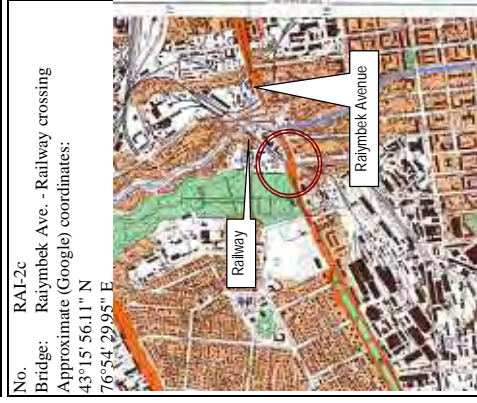 No. RAI-2c
Bridge: Raiymbek Ave. - Railway crossing
Approximate (Google) coordinates:
43°15' 56.11" N
76°54' 29.95" E
Railway
Raiymbek Avenue